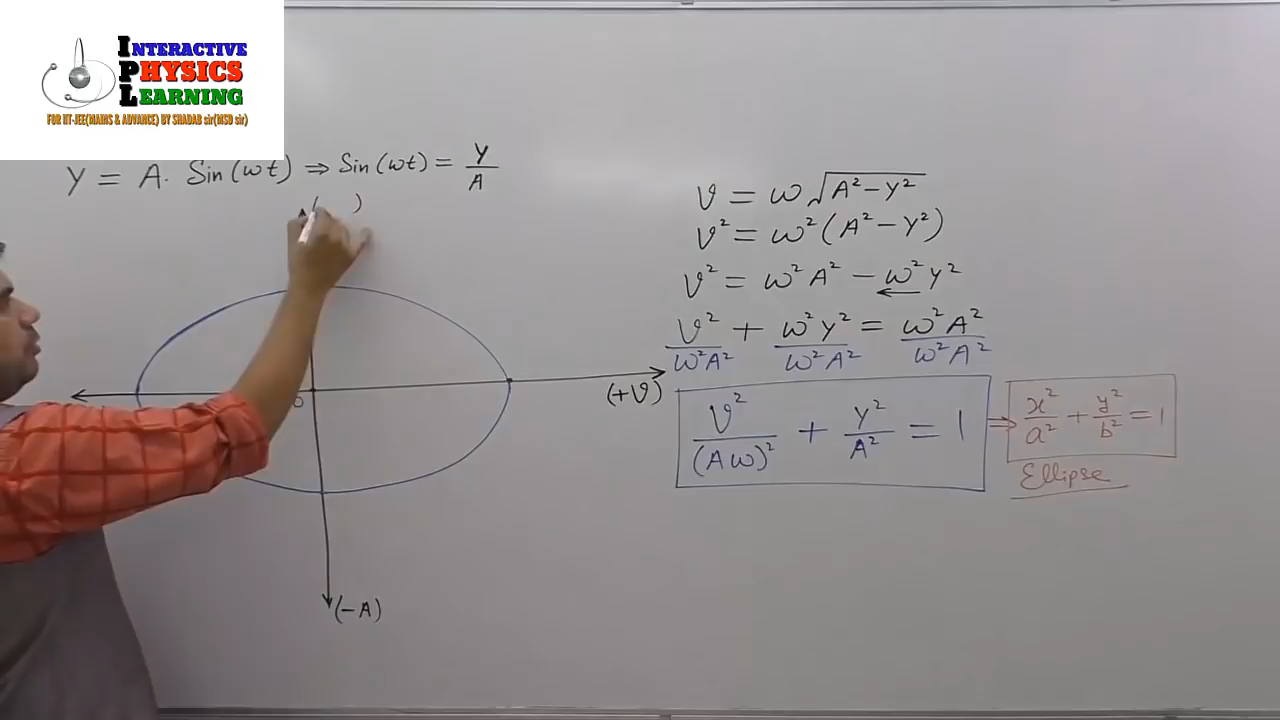 INTERACTIVE
PHYSICS
LEARNING
FOR IIT-JEE(MAINS & ADVANCE) BY SHADAB sir(MSD sir)
Y = A. Sin(ωt) ⇒ Sin(ωt) = Y/A
( )
O
(+V)
(-A)
V = ω√A²-Y²
V² = ω²(A²-Y²)
V² = ω²A² - ω²Y²
V²/ω²A² + ω²Y²/ω²A² = ω²A²/ω²A²
V²/(Aω)² + Y²/A² = 1 ⇒ x²/a² + y²/b² = 1
Ellipse